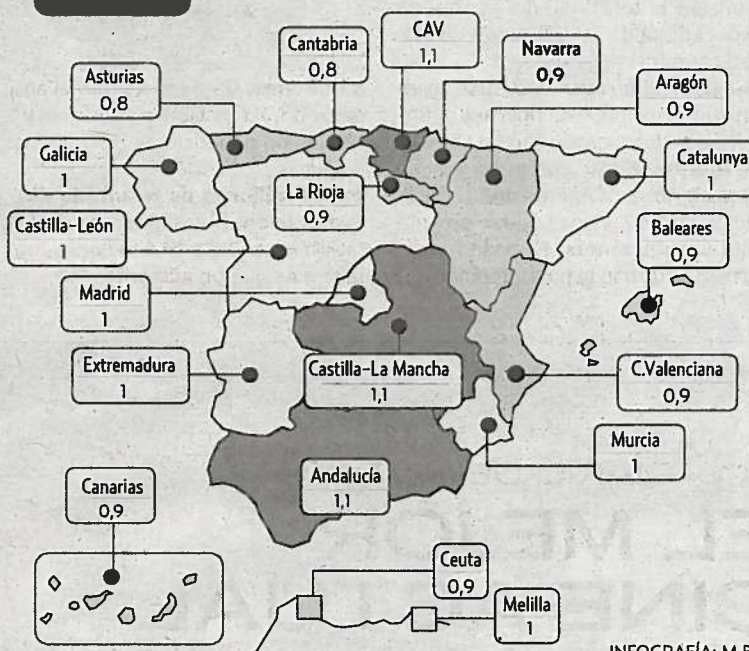 CAV
1,1
Cantabria
0,8
Navarra
0,9
Asturias
0,8
Aragón
0,9
Galicia
1
Catalunya
1
La Rioja
0,9
Castilla-León
1
Baleares
0,9
Madrid
1
Extremadura
1
Castilla-La Mancha
1,1
C.Valenciana
0,9
Murcia
1
Andalucía
1,1
Canarias
0,9
Ceuta
0,9
Melilla
1
EL MEJOR